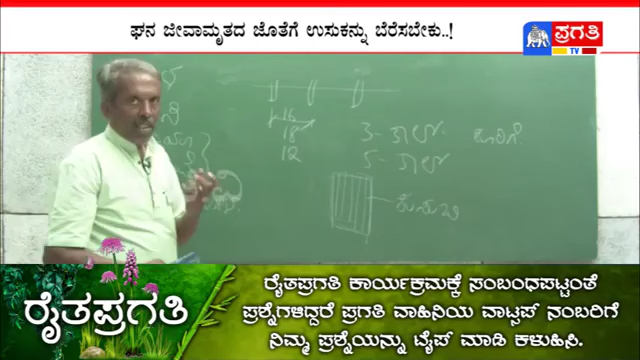 ಘನ ಜೀವಾಮೃತದ ಜೊತೆಗೆ ಉಸುಕನ್ನು ಬೆರೆಸಬೇಕು..!
ಪ್ರಗತಿ
TV
16
18
12
3- ಕಾಲು
5- ಕಾಲು
ಕೂರಿಗೆ
ರೈತಪ್ರಗತಿ
ರೈತಪ್ರಗತಿ ಕಾರ್ಯಕ್ರಮಕ್ಕೆ ಸಂಬಂಧಪಟ್ಟಂತೆ
ಪ್ರಶ್ನೆಗಳಿದ್ದರೆ ಪ್ರಗತಿ ವಾಹಿನಿಯ ವಾಟ್ಸಪ್ ನಂಬರಿಗೆ
ನಿಮ್ಮ ಪ್ರಶ್ನೆಯನ್ನು ಟೈಪ್ ಮಾಡಿ ಕಳುಹಿಸಿ.